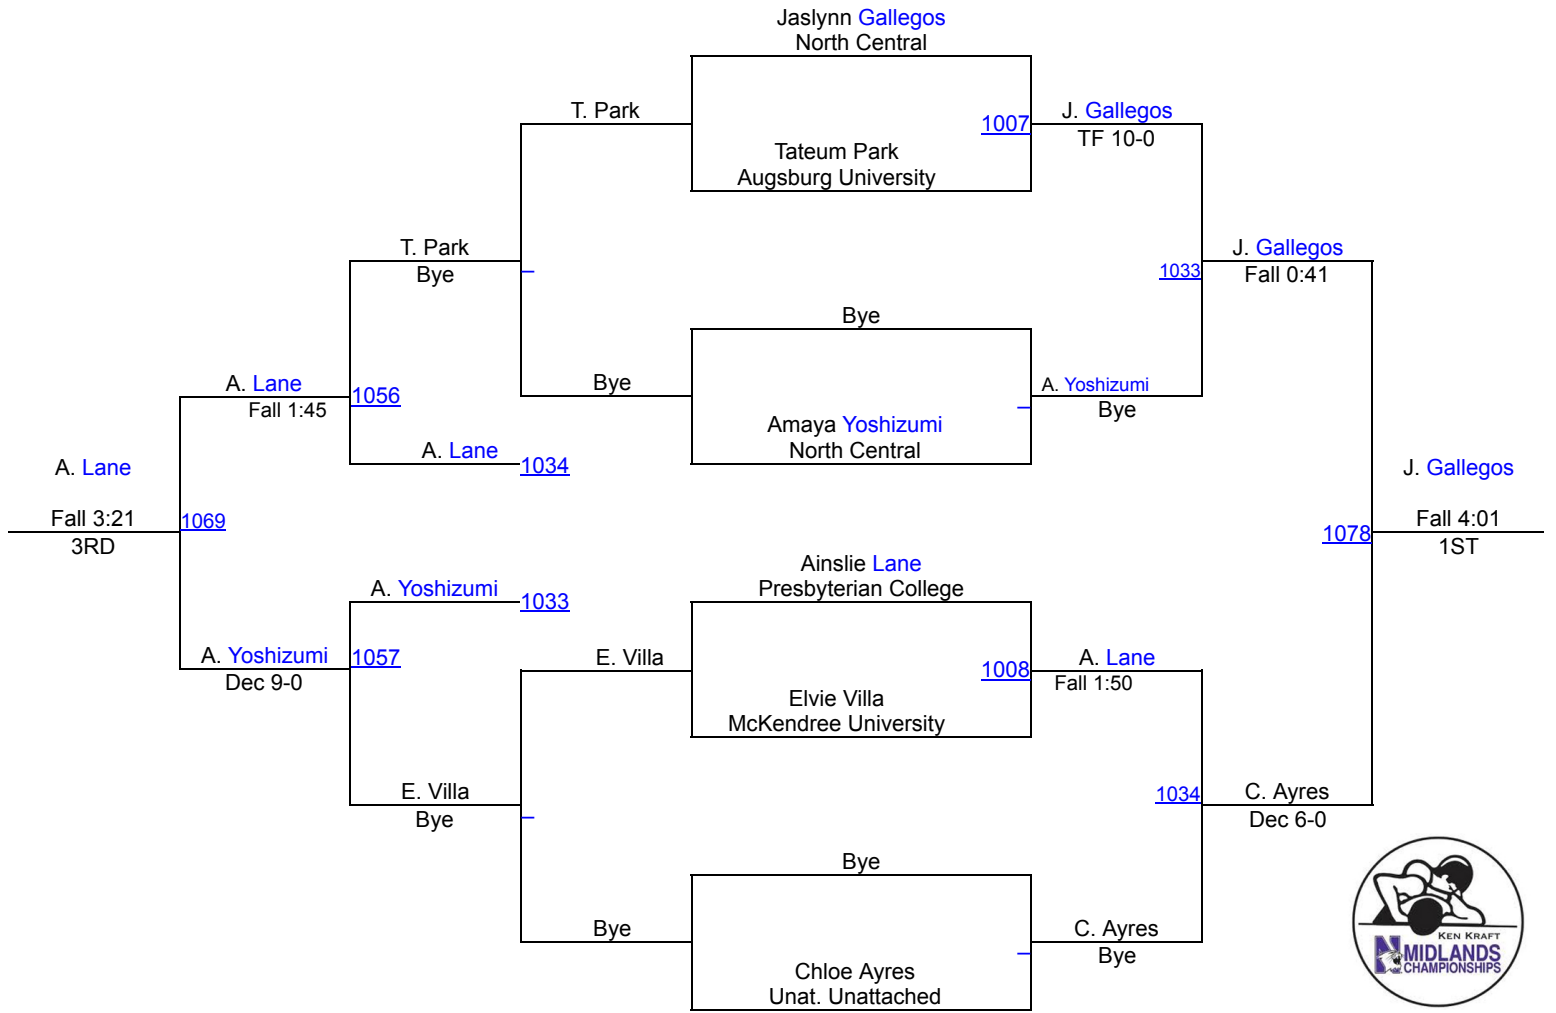 Jaslynn Gallegos
North Central
T. Park
1007
J. Gallegos
TF 10-0
Tateum Park
Augsburg University
T. Park
Bye
J. Gallegos
Fall 0:41
1033
Bye
A. Lane
Fall 1:45
1056
Bye
A. Yoshizumi
Bye
Amaya Yoshizumi
North Central
A. Lane
1034
A. Lane
Fall 3:21
3RD
1069
J. Gallegos
Fall 4:01
1ST
1078
Ainslie Lane
Presbyterian College
A. Yoshizumi
1033
A. Yoshizumi
Dec 9-0
1057
E. Villa
1008
A. Lane
Fall 1:50
Elvie Villa
McKendree University
E. Villa
Bye
1034
C. Ayres
Dec 6-0
Bye
Bye
C. Ayres
Bye
Chloe Ayres
Unat. Unattached
KEN KRAFT
N MIDLANDS
CHAMPIONSHIPS